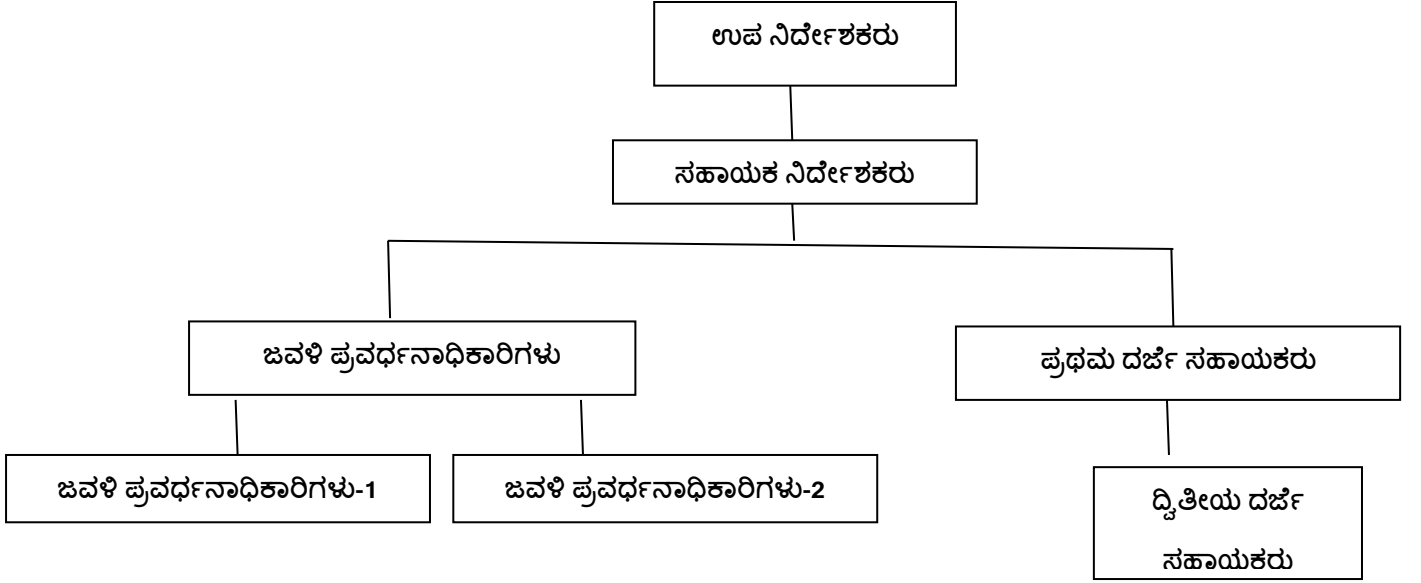 ಉಪ ನಿರ್ದೇಶಕರು
ಸಹಾಯಕ ನಿರ್ದೇಶಕರು
ಜವಳಿ ಪ್ರವರ್ಧನಾಧಿಕಾರಿಗಳು
ಪ್ರಥಮ ದರ್ಜೆ ಸಹಾಯಕರು
ಜವಳಿ ಪ್ರವರ್ಧನಾಧಿಕಾರಿಗಳು-1
ಜವಳಿ ಪ್ರವರ್ಧನಾಧಿಕಾರಿಗಳು-2
ದ್ವಿತೀಯ ದರ್ಜೆ
ಸಹಾಯಕರು